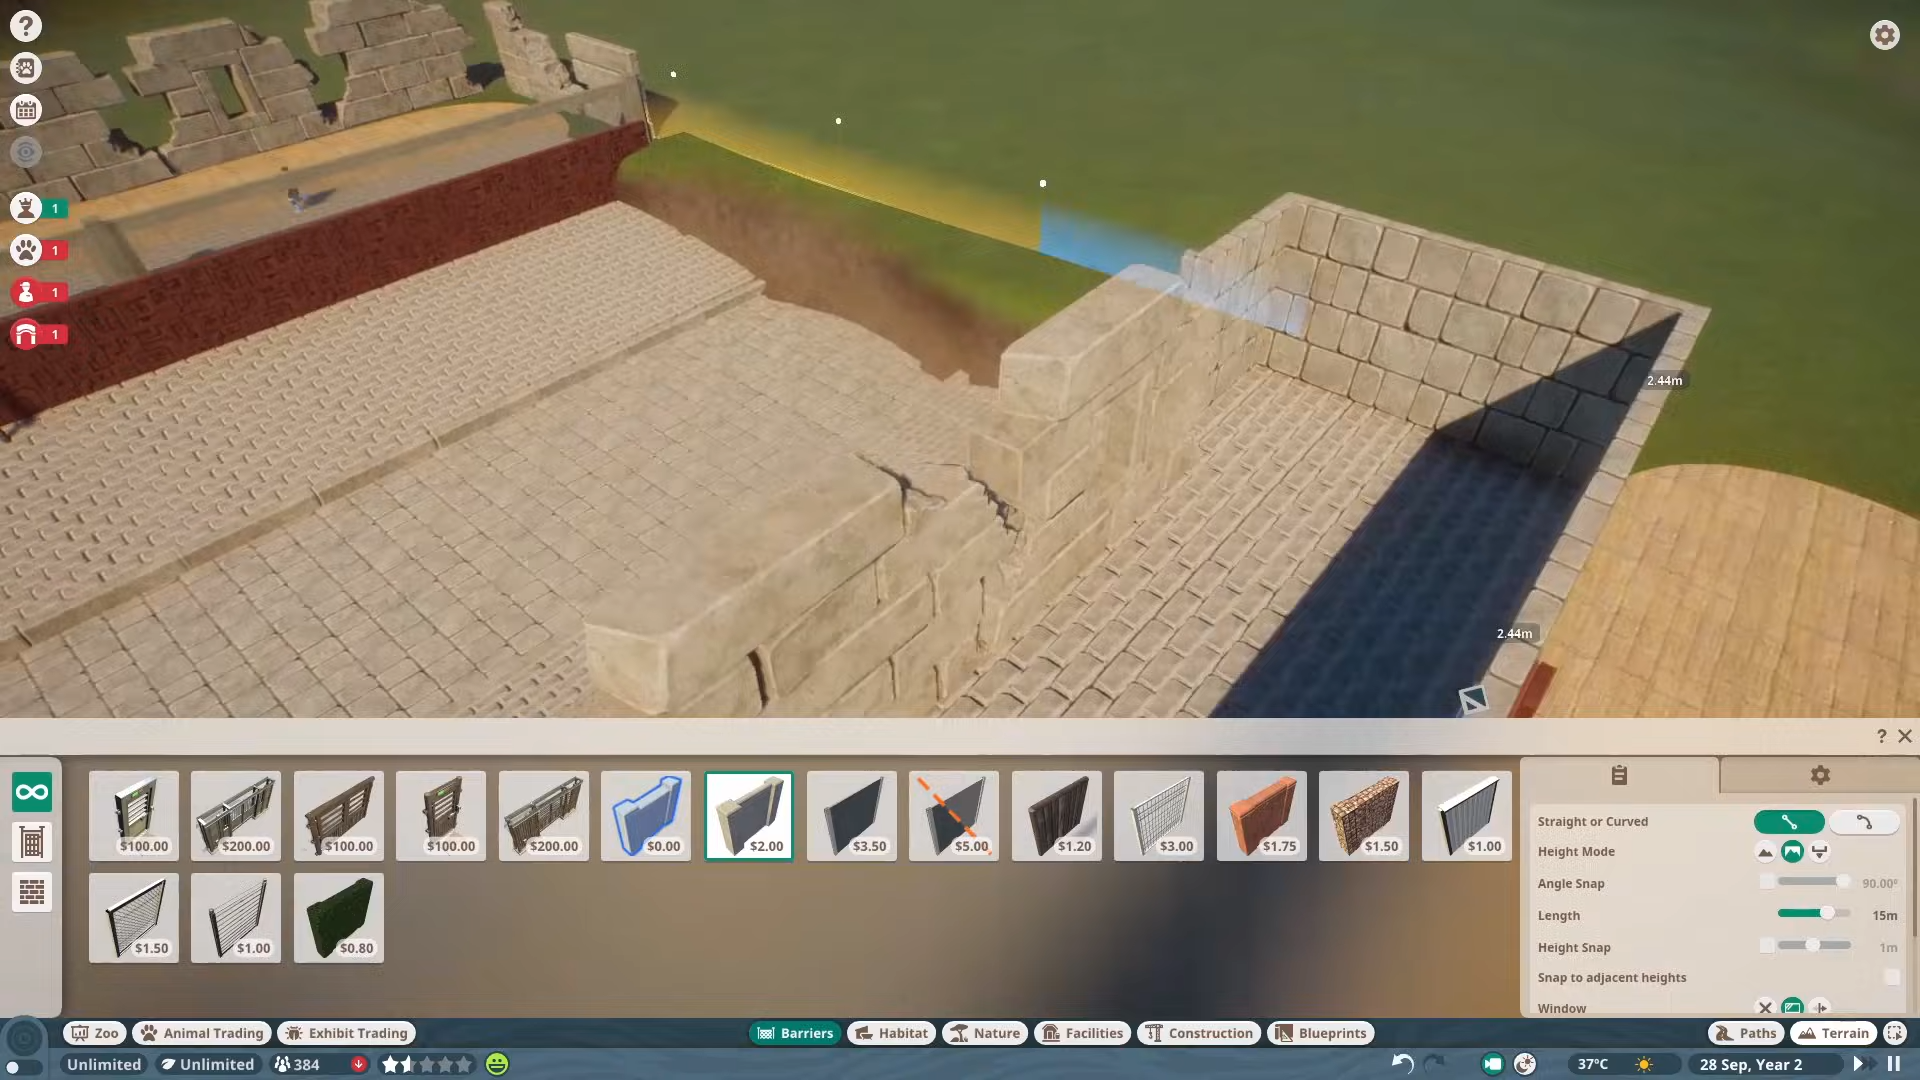 ?
1
1
1
1
2.44m
2.44m
? ×
$100.00 $200.00 $100.00 $100.00 $200.00 $0.00 $2.00 $3.50 $5.00 $1.20 $3.00 $1.75 $1.50 $1.00
$1.50 $1.00 $0.80
Straight or Curved
Height Mode
Angle Snap 90.00°
Length 15m
Height Snap 1m
Snap to adjacent heights
Window
Zoo Animal Trading Exhibit Trading Barriers Habitat Nature Facilities Construction Blueprints Paths Terrain
Unlimited Unlimited 384 37°C 28 Sep, Year 2